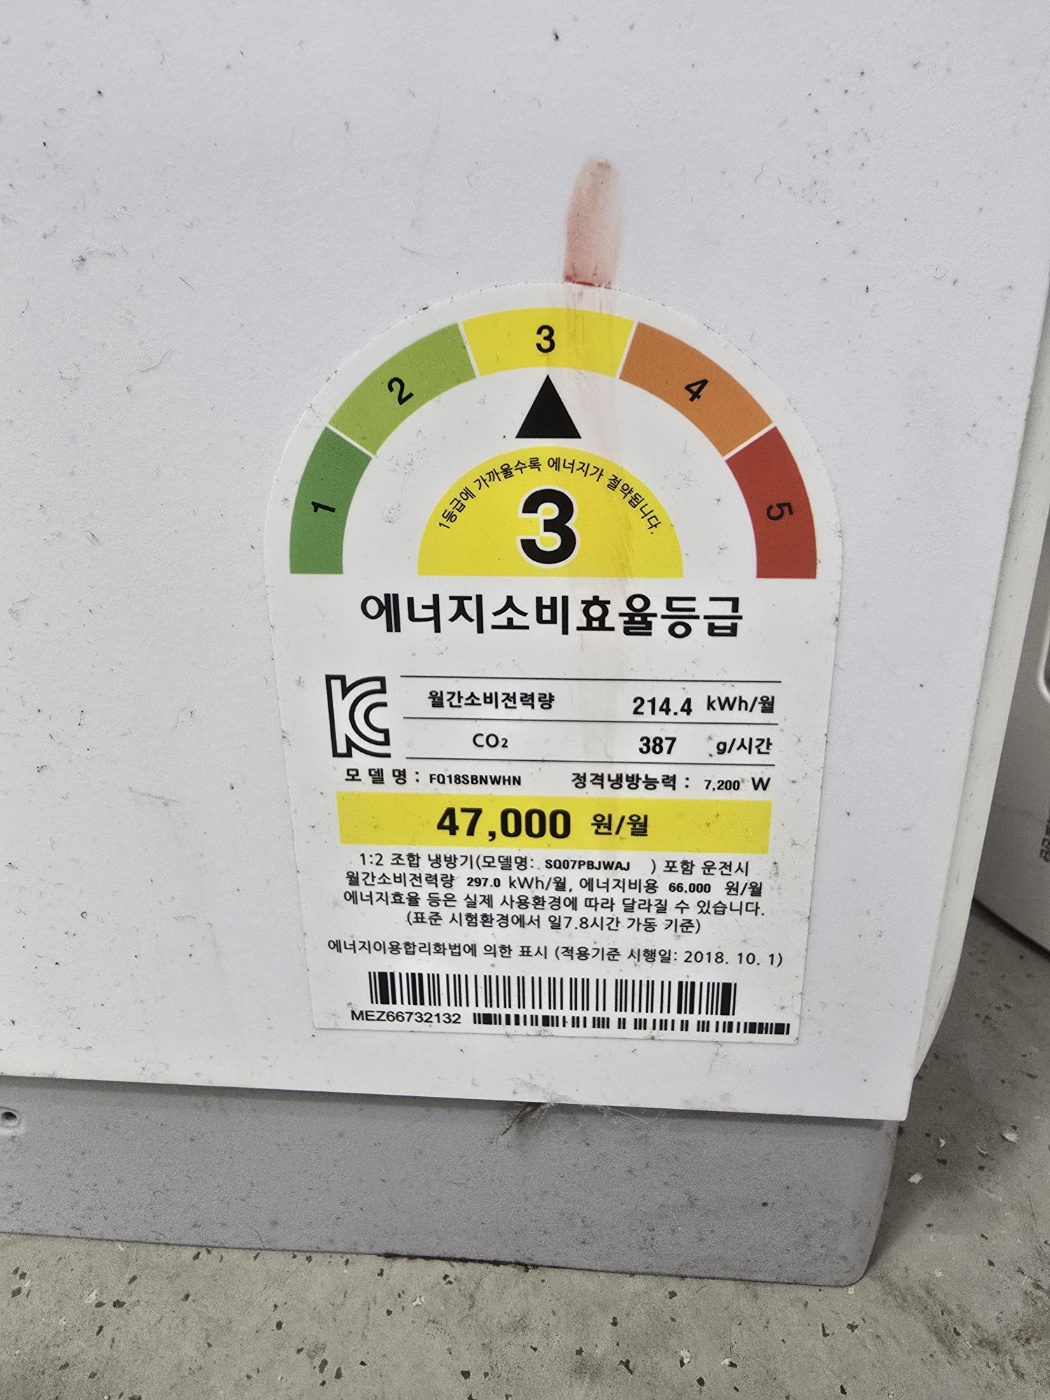 1
2
3
4
5
1등급에 가까울수록 에너지가 절약됩니다.
3
에너지소비효율등급
월간소비전력량 214.4 kWh/월
CO₂ 387 g/시간
모델명 : FQ18SBNWHN 정격냉방능력 : 7,200 W
47,000 원/월
1:2 조합 냉방기(모델명: SQ07PBJWAJ ) 포함 운전시
월간소비전력량 297.0 kWh/월, 에너지비용 66,000 원/월
에너지효율 등은 실제 사용환경에 따라 달라질 수 있습니다.
(표준 시험환경에서 일7.8시간 가동 기준)
에너지이용합리화법에 의한 표시 (적용기준 시행일: 2018. 10. 1)
MEZ66732132